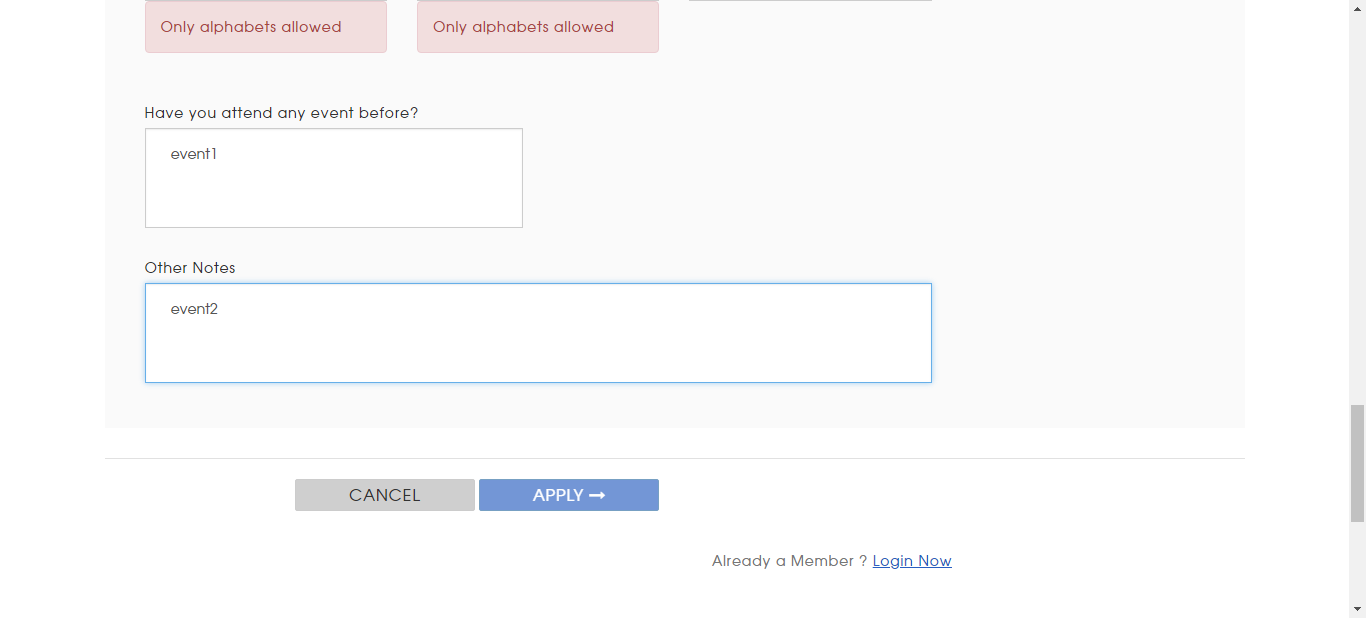 Only alphabets allowed
Only alphabets allowed
Have you attend any event before?
event1
Other Notes
event2
CANCEL
APPLY ➞
Already a Member ? Login Now